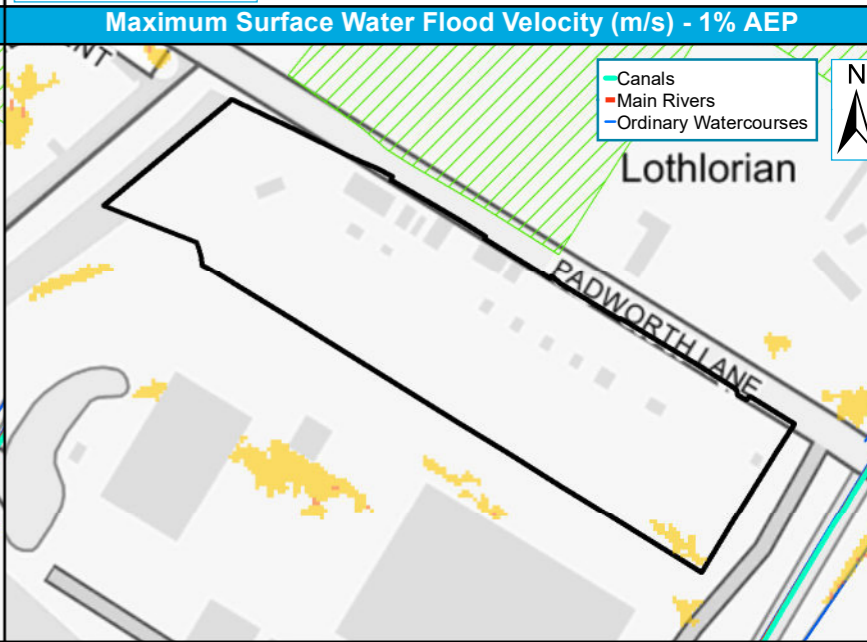 Maximum Surface Water Flood Velocity (m/s) - 1% AEP
Canals
Main Rivers
Ordinary Watercourses
N
Lothlorian
PADWORTH LANE